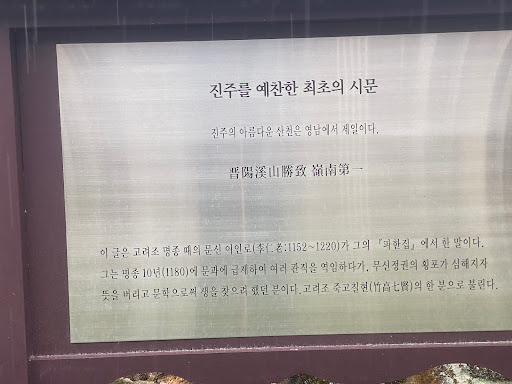 진주를 예찬한 최초의 시문
진주의 아름다운 산천은 영남에서 제일이다.
晋陽溪山勝致 嶺南第一
이 글은 고려조 명종 때의 문신 이인로(李仁老:1152~1220)가 그의 『파한집』에서 한 말이다.
그는 명종 10년(1180)에 문과에 급제하여 여러 관직을 역임하다가, 무신정권의 횡포가 심해지자
뜻을 버리고 문학으로써 생을 찾으려 했던 분이다. 고려조 죽고칠현(竹高七賢)의 한 분으로 불린다.